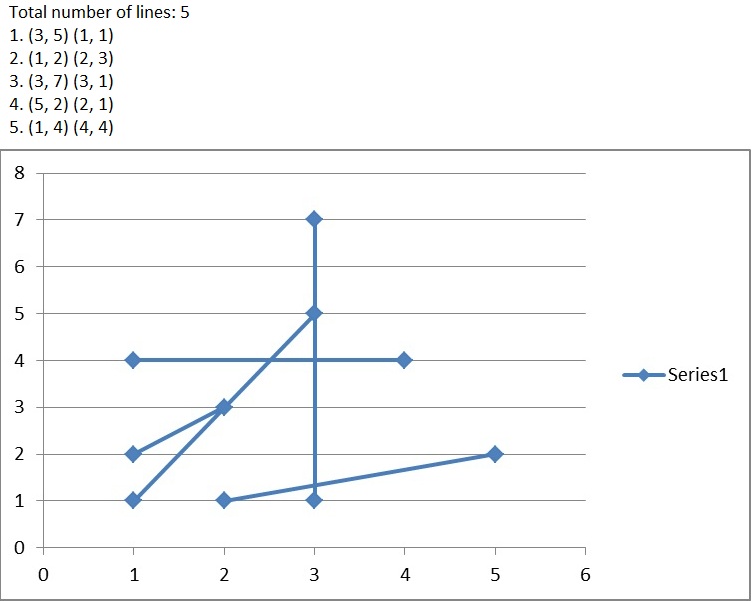 Total number of lines: 5
1. (3, 5) (1, 1)
2. (1, 2) (2, 3)
3. (3, 7) (3, 1)
4. (5, 2) (2, 1)
5. (1, 4) (4, 4)
8
7
6
5
4
3
2
1
0
Series1
0 1 2 3 4 5 6